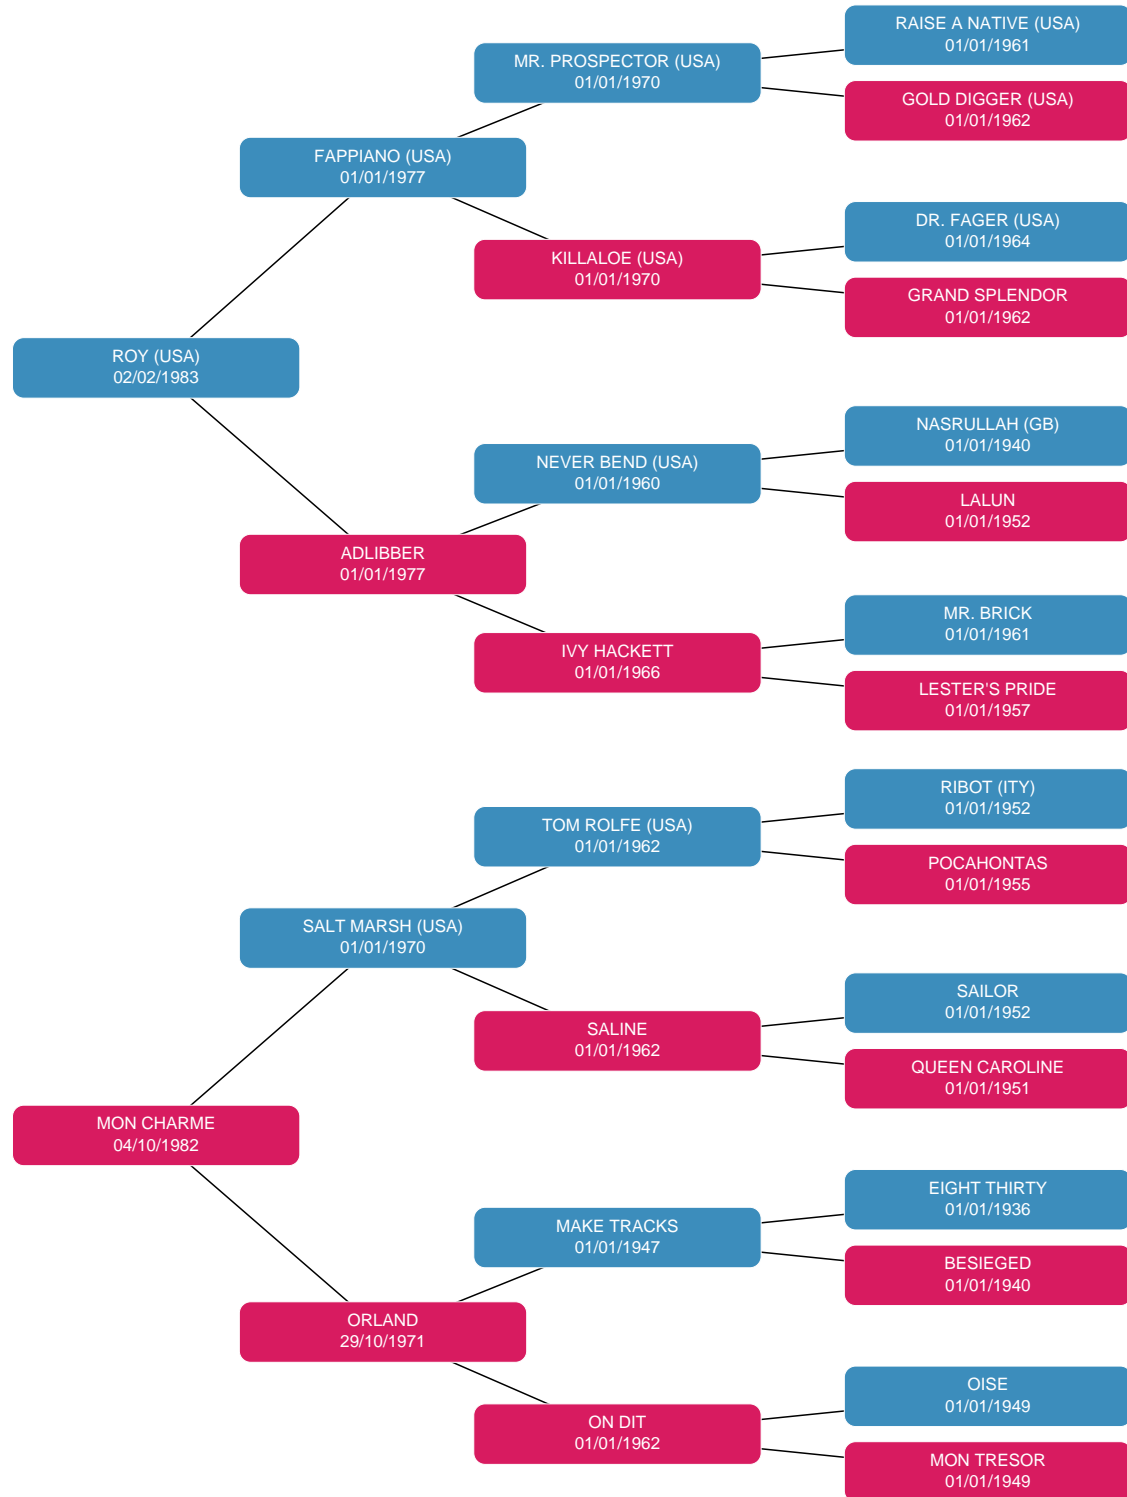 RAISE A NATIVE (USA)
01/01/1961
MR. PROSPECTOR (USA)
01/01/1970
GOLD DIGGER (USA)
01/01/1962
FAPPIANO (USA)
01/01/1977
DR. FAGER (USA)
01/01/1964
KILLALOE (USA)
01/01/1970
GRAND SPLENDOR
01/01/1962
ROY (USA)
02/02/1983
NASRULLAH (GB)
01/01/1940
NEVER BEND (USA)
01/01/1960
LALUN
01/01/1952
ADLIBBER
01/01/1977
MR. BRICK
01/01/1961
IVY HACKETT
01/01/1966
LESTER'S PRIDE
01/01/1957
RIBOT (ITY)
01/01/1952
TOM ROLFE (USA)
01/01/1962
POCAHONTAS
01/01/1955
SALT MARSH (USA)
01/01/1970
SAILOR
01/01/1952
SALINE
01/01/1962
QUEEN CAROLINE
01/01/1951
MON CHARME
04/10/1982
EIGHT THIRTY
01/01/1936
MAKE TRACKS
01/01/1947
BESIEGED
01/01/1940
ORLAND
29/10/1971
OISE
01/01/1949
ON DIT
01/01/1962
MON TRESOR
01/01/1949